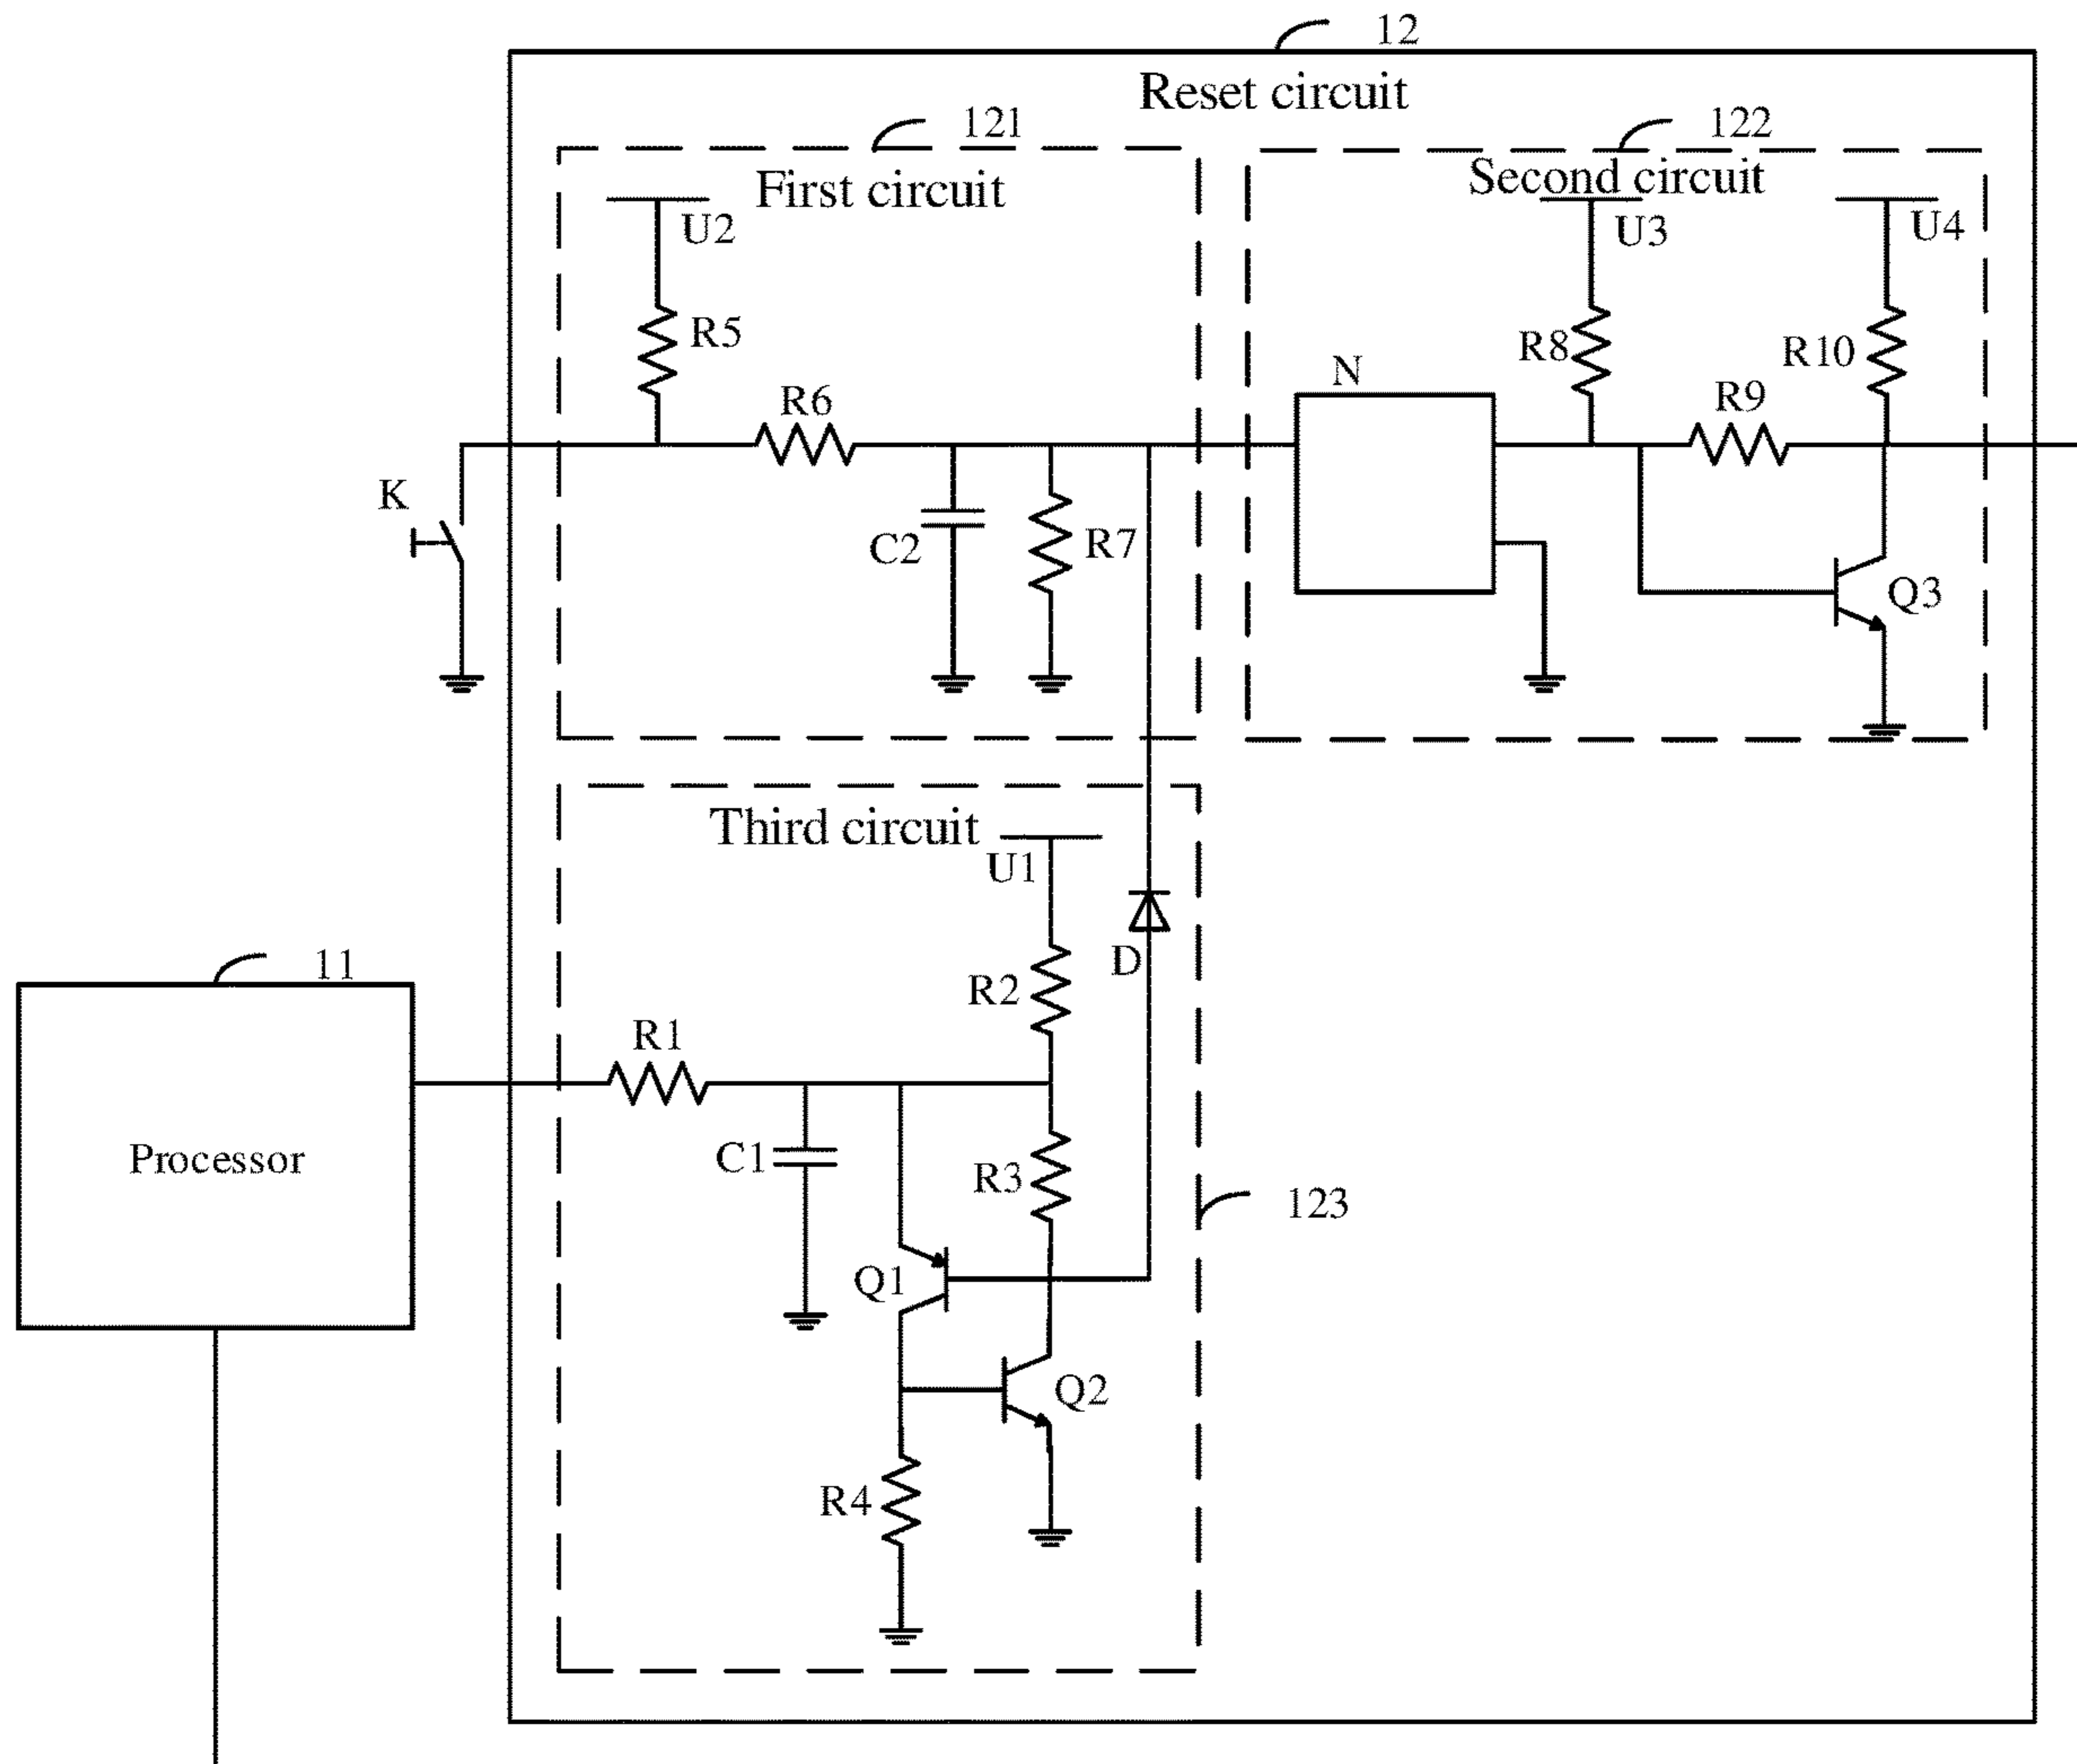 12
Reset circuit
121
122
First circuit
Second circuit
U2
U3
U4
R5
R8
R10
N
R6
R9
K
C2
R7
Q3
Third circuit
U1
11
D
R2
R1
Processor
C1
R3
123
Q1
Q2
R4